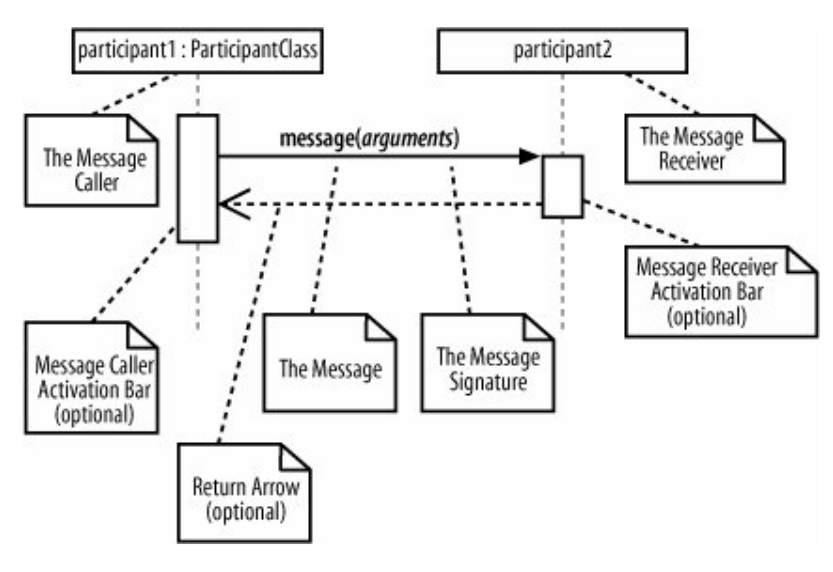 participant1 : ParticipantClass
participant2
The Message
Caller
message(arguments)
The Message
Receiver
Message Receiver
Activation Bar
(optional)
Message Caller
Activation Bar
(optional)
The Message
The Message
Signature
Return Arrow
(optional)